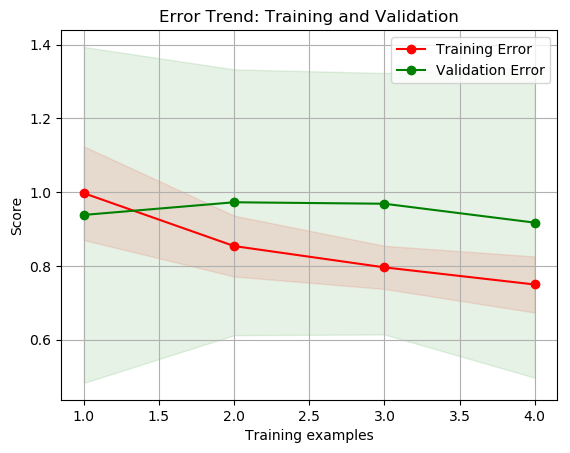 Error Trend: Training and Validation
Training Error
Validation Error
Score
1.4
1.2
1.0
0.8
0.6
1.0 1.5 2.0 2.5 3.0 3.5 4.0
Training examples